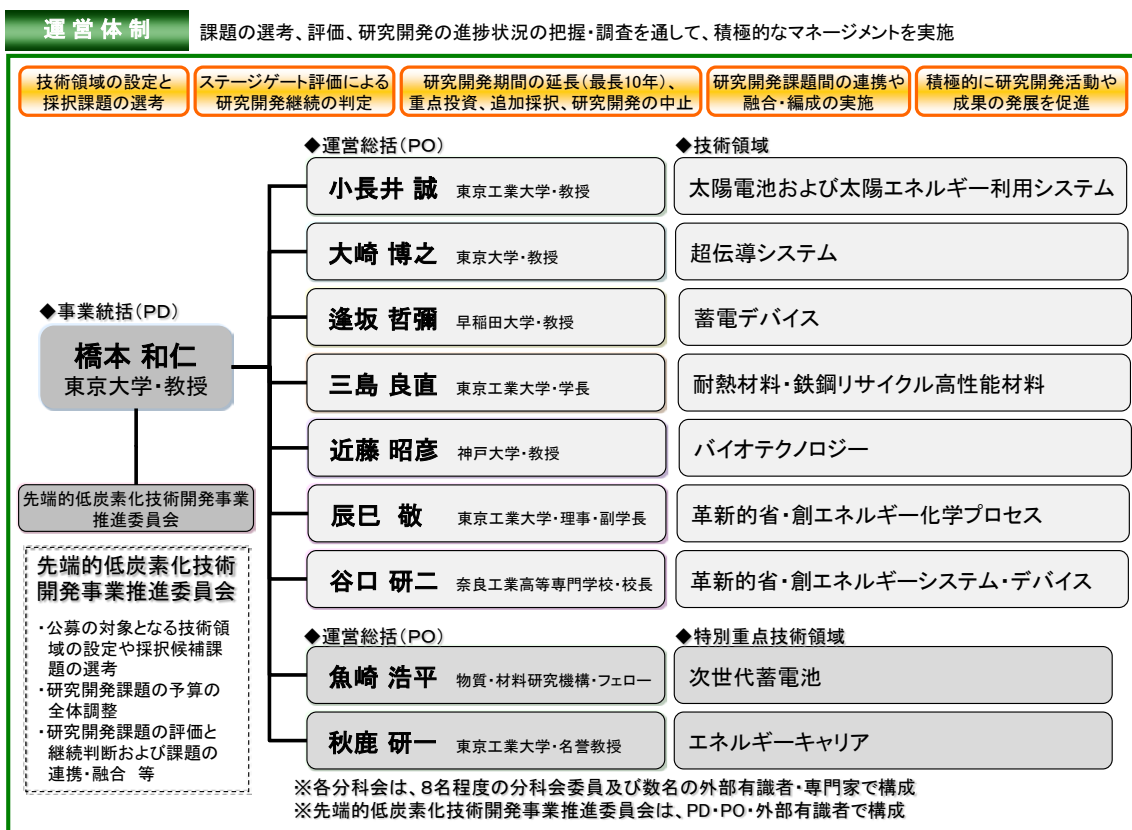 運営体制
課題の選考、評価、研究開発の進捗状況の把握・調査を通して、積極的なマネージメントを実施
技術領域の設定と
採択課題の選考
ステージゲート評価による
研究開発継続の判定
研究開発期間の延長(最長10年)、
重点投資、追加採択、研究開発の中止
研究開発課題間の連携や
融合・編成の実施
積極的に研究開発活動や
成果の発展を促進
◆事業統括(PD)
橋本 和仁
東京大学・教授
先端的低炭素化技術開発事業
推進委員会
先端的低炭素化技術
開発事業推進委員会
・公募の対象となる技術領
域の設定や採択候補課
題の選考
・研究開発課題の予算の
全体調整
・研究開発課題の評価と
継続判断および課題の
連携・融合 等
◆運営総括(PO)
◆技術領域
小長井 誠 東京工業大学・教授
太陽電池および太陽エネルギー利用システム
大崎 博之 東京大学・教授
超伝導システム
逢坂 哲彌 早稲田大学・教授
蓄電デバイス
三島 良直 東京工業大学・学長
耐熱材料・鉄鋼リサイクル高性能材料
近藤 昭彦 神戸大学・教授
バイオテクノロジー
辰巳 敬 東京工業大学・理事・副学長
革新的省・創エネルギー化学プロセス
谷口 研二 奈良工業高等専門学校・校長
革新的省・創エネルギーシステム・デバイス
◆運営総括(PO)
◆特別重点技術領域
魚崎 浩平 物質・材料研究機構・フェロー
次世代蓄電池
秋鹿 研一 東京工業大学・名誉教授
エネルギーキャリア
※各分科会は、8名程度の分科会委員及び数名の外部有識者・専門家で構成
※先端的低炭素化技術開発事業推進委員会は、PD・PO・外部有識者で構成